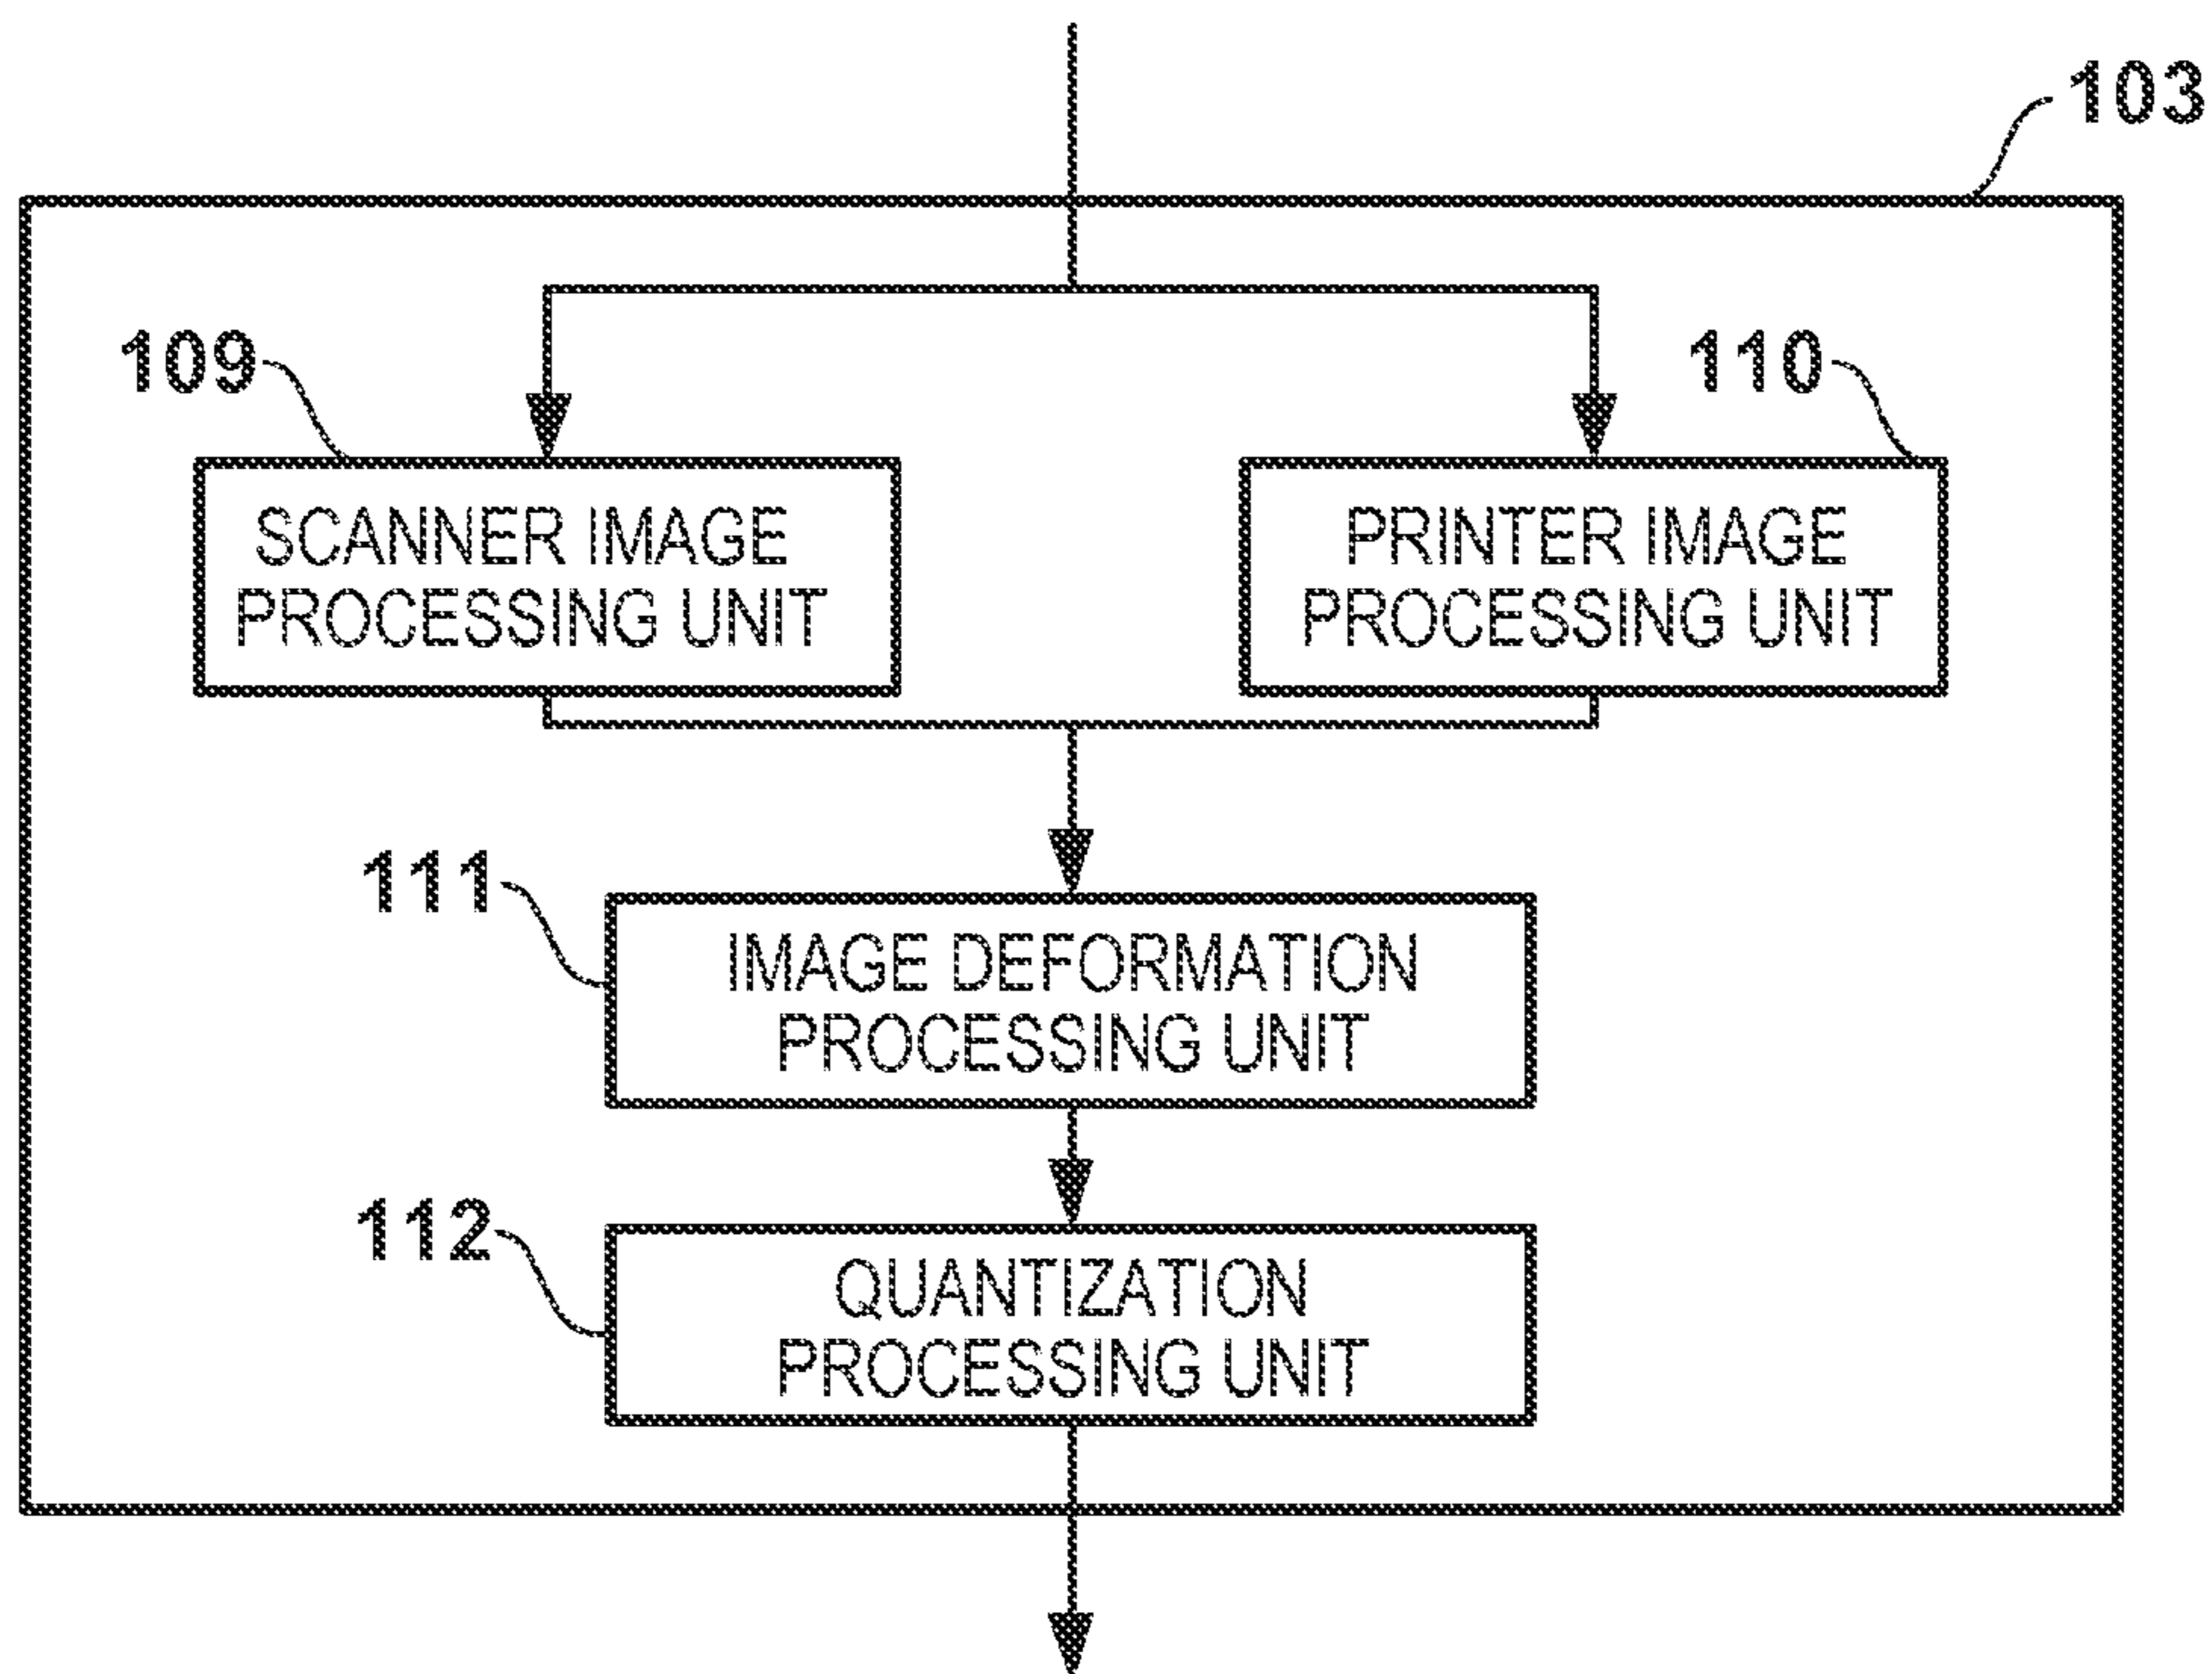 103
109
110
SCANNER IMAGE
PROCESSING UNIT
PRINTER IMAGE
PROCESSING UNIT
111
IMAGE DEFORMATION
PROCESSING UNIT
112
QUANTIZATION
PROCESSING UNIT